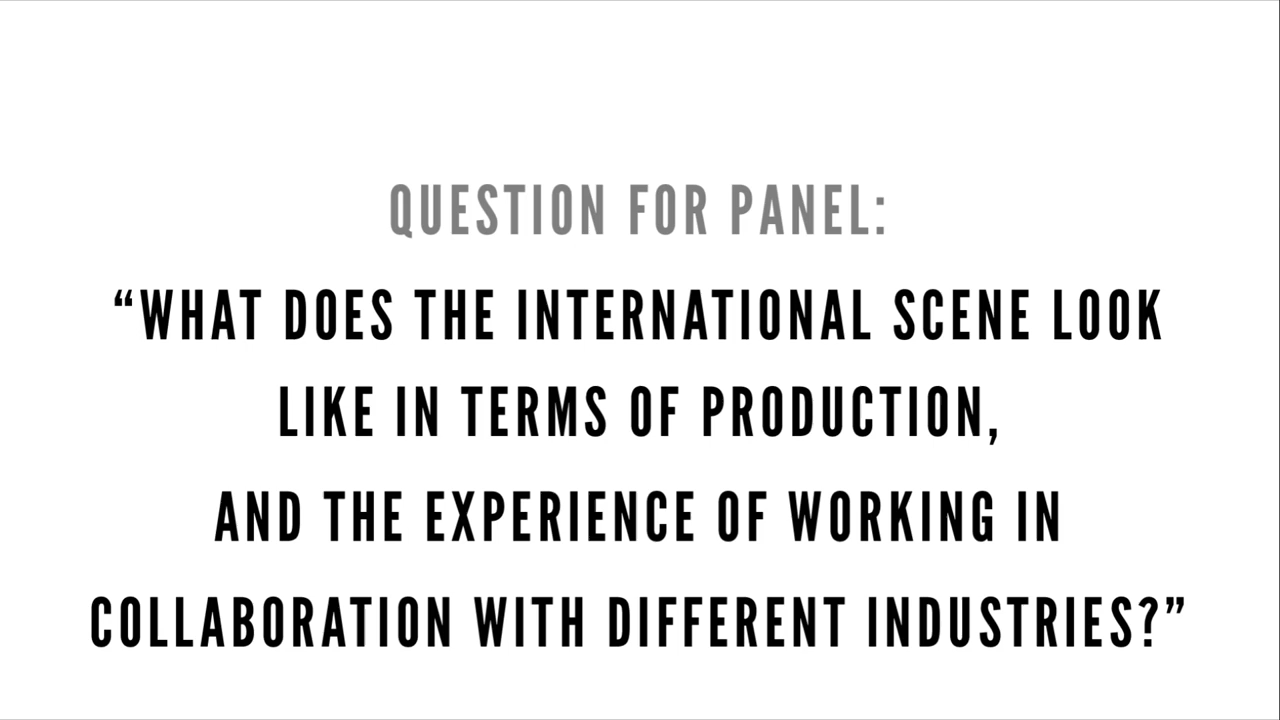 QUESTION FOR PANEL:
“WHAT DOES THE INTERNATIONAL SCENE LOOK
LIKE IN TERMS OF PRODUCTION,
AND THE EXPERIENCE OF WORKING IN
COLLABORATION WITH DIFFERENT INDUSTRIES?”